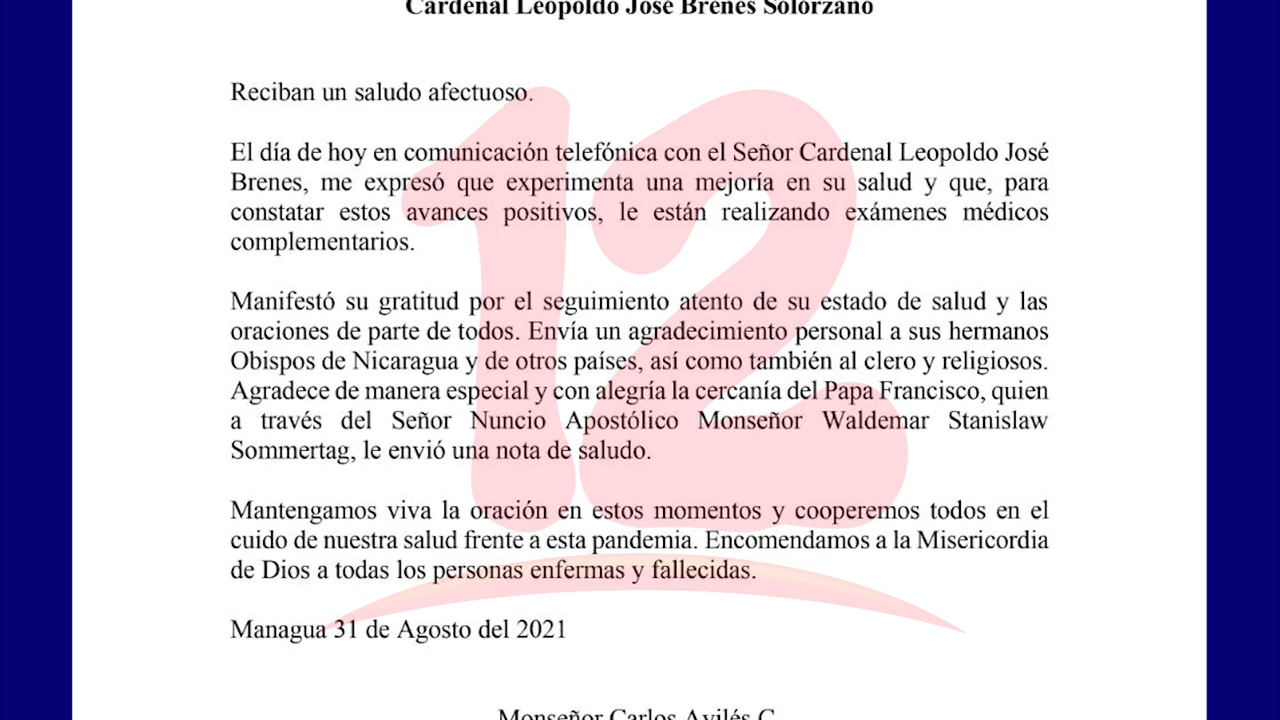 Cardenal Leopoldo José Brenes Solórzano
Reciban un saludo afectuoso.
El día de hoy en comunicación telefónica con el Señor Cardenal Leopoldo José
Brenes, me expresó que experimenta una mejoría en su salud y que, para
constatar estos avances positivos, le están realizando exámenes médicos
complementarios.
Manifestó su gratitud por el seguimiento atento de su estado de salud y las
oraciones de parte de todos. Envía un agradecimiento personal a sus hermanos
Obispos de Nicaragua y de otros países, así como también al clero y religiosos.
Agradece de manera especial y con alegría la cercanía del Papa Francisco, quien
a través del Señor Nuncio Apostólico Monseñor Waldemar Stanislaw
Sommertag, le envió una nota de saludo.
Mantengamos viva la oración en estos momentos y cooperemos todos en el
cuido de nuestra salud frente a esta pandemia. Encomendamos a la Misericordia
de Dios a todas las personas enfermas y fallecidas.
Managua 31 de Agosto del 2021
Monseñor Carlos Avilés C.
12